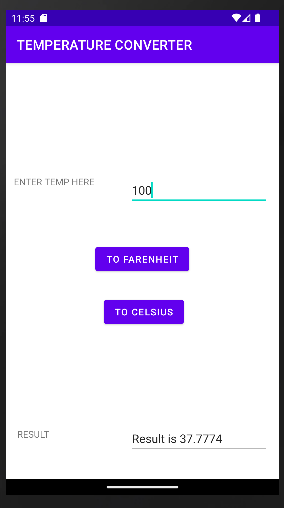 11:55
TEMPERATURE CONVERTER
ENTER TEMP HERE
100
TO FARENHEIT
TO CELSIUS
RESULT
Result is 37.7774